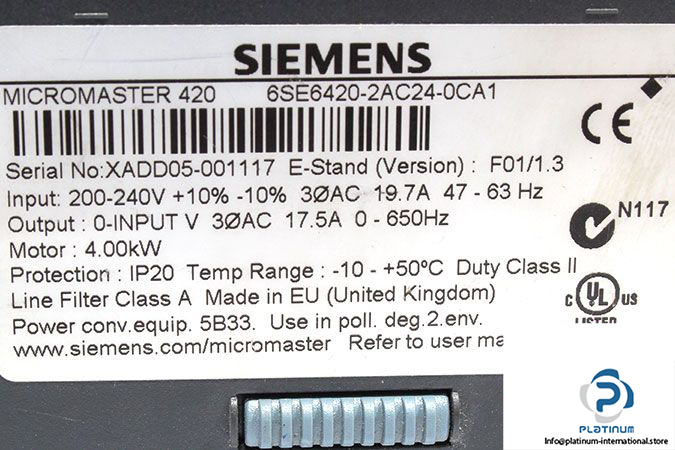 SIEMENS
MICROMASTER 420 6SE6420-2AC24-0CA1
CE
Serial No:XADD05-001117 E-Stand (Version) : F01/1.3
Input: 200-240V +10% -10% 3ØAC 19.7A 47 - 63 Hz
Output : 0-INPUT V 3ØAC 17.5A 0 - 650Hz
N117
Motor : 4.00kW
Protection : IP20 Temp Range : -10 - +50ºC Duty Class II
Line Filter Class A Made in EU (United Kingdom)
C UL US
LISTED
Power conv.equip. 5B33. Use in poll. deg.2.env.
www.siemens.com/micromaster Refer to user
PLATINUM
Info@platinum-international.store